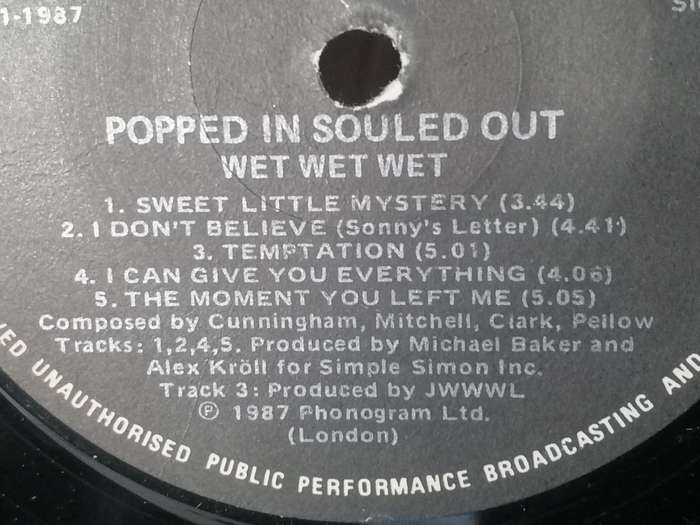 1-1987
POPPED IN SOULED OUT
WET WET WET
1. SWEET LITTLE MYSTERY (3.44)
2. I DON'T BELIEVE (Sonny's Letter) (4.41)
3. TEMPTATION (5.01)
4. I CAN GIVE YOU EVERYTHING (4.06)
5. THE MOMENT YOU LEFT ME (5.05)
Composed by Cunningham, Mitchell, Clark, Pellow
Tracks: 1,2,4,5. Produced by Michael Baker and
Alex Kröll for Simple Simon Inc.
Track 3: Produced by JWWWL
℗ 1987 Phonogram Ltd.
(London)
UNAUTHORISED PUBLIC PERFORMANCE BROADCASTING AND